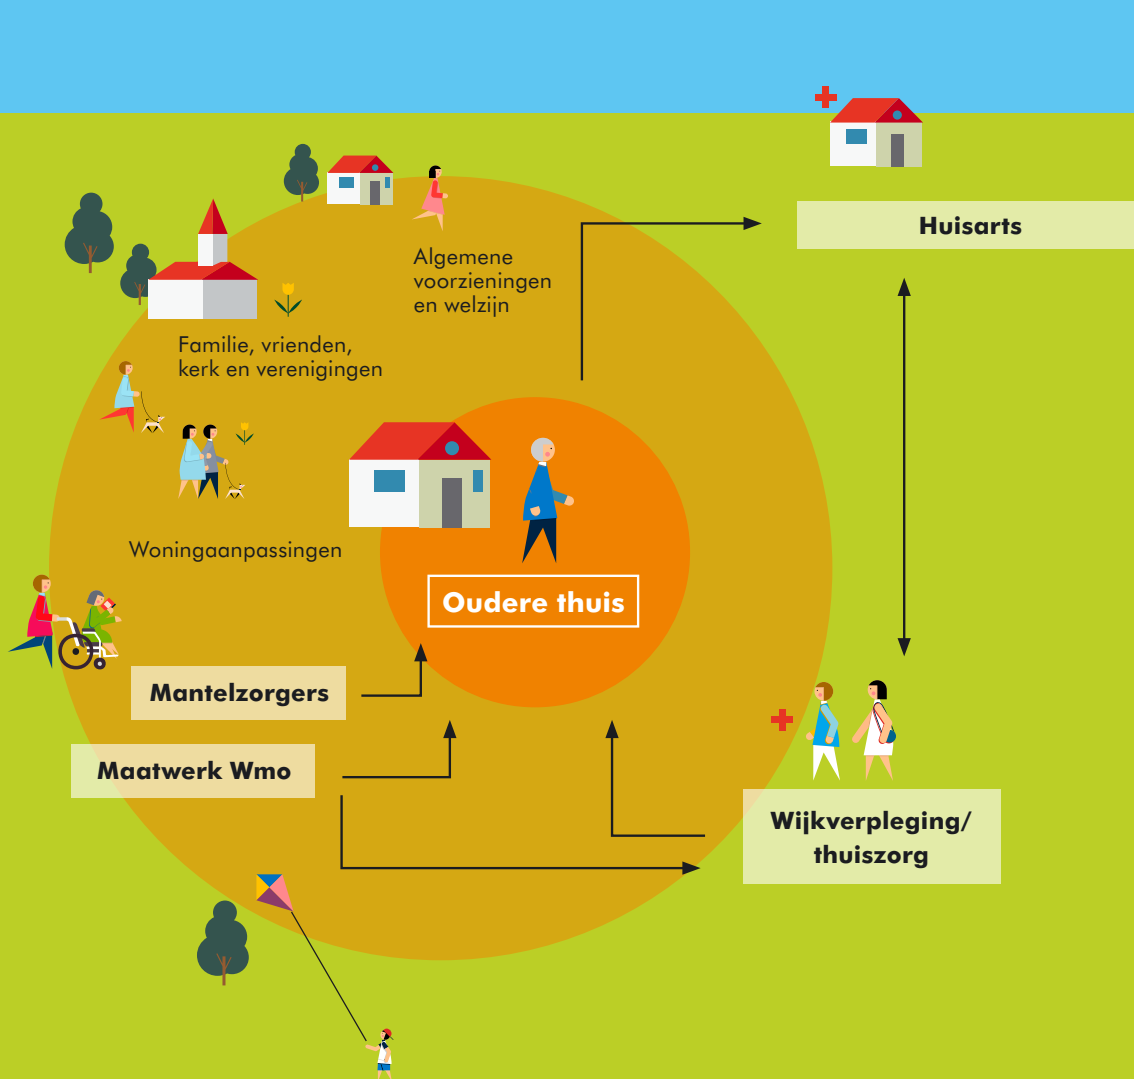 Huisarts
Algemene
voorzieningen
en welzijn
Familie, vrienden,
kerk en verenigingen
Woningaanpassingen
Oudere thuis
Mantelzorgers
Maatwerk Wmo
Wijkverpleging/
thuiszorg